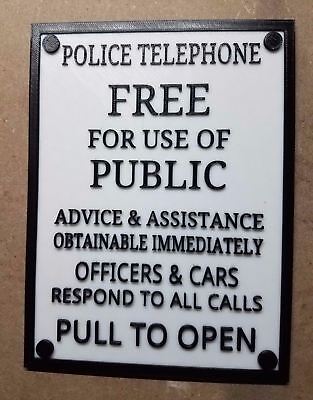 POLICE TELEPHONE
FREE
FOR USE OF
PUBLIC
ADVICE & ASSISTANCE
OBTAINABLE IMMEDIATELY
OFFICERS & CARS
RESPOND TO ALL CALLS
PULL TO OPEN